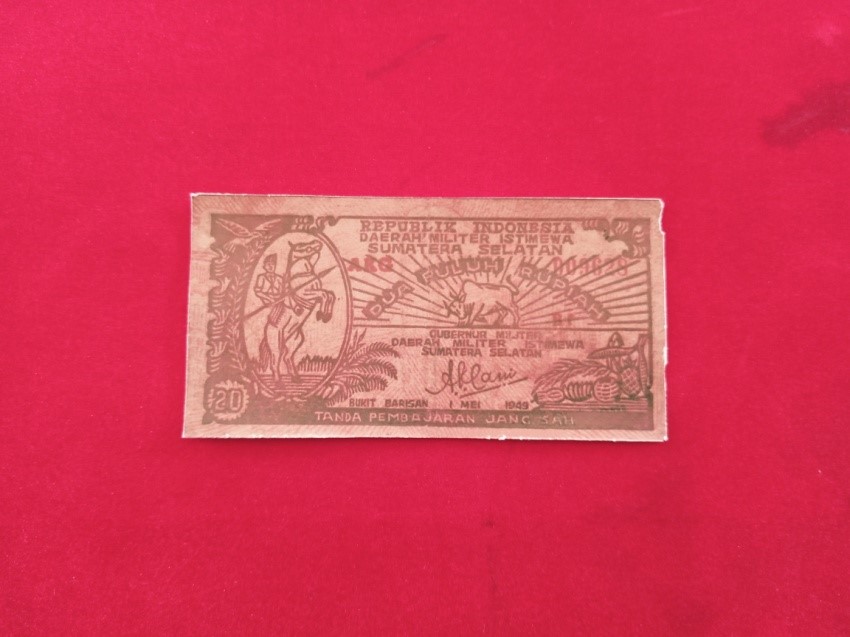 REPUBLIK INDONESIA
DAERAH MILITER ISTIMEWA
SUMATERA SELATAN
DUA PULUH RUPIAH
GUBERNUR MILITER
DAERAH MILITER ISTIMEWA
SUMATERA SELATAN
BUKIT BARISAN 1 MEI 1949
20
TANDA PEMBAJARAN JANG SAH